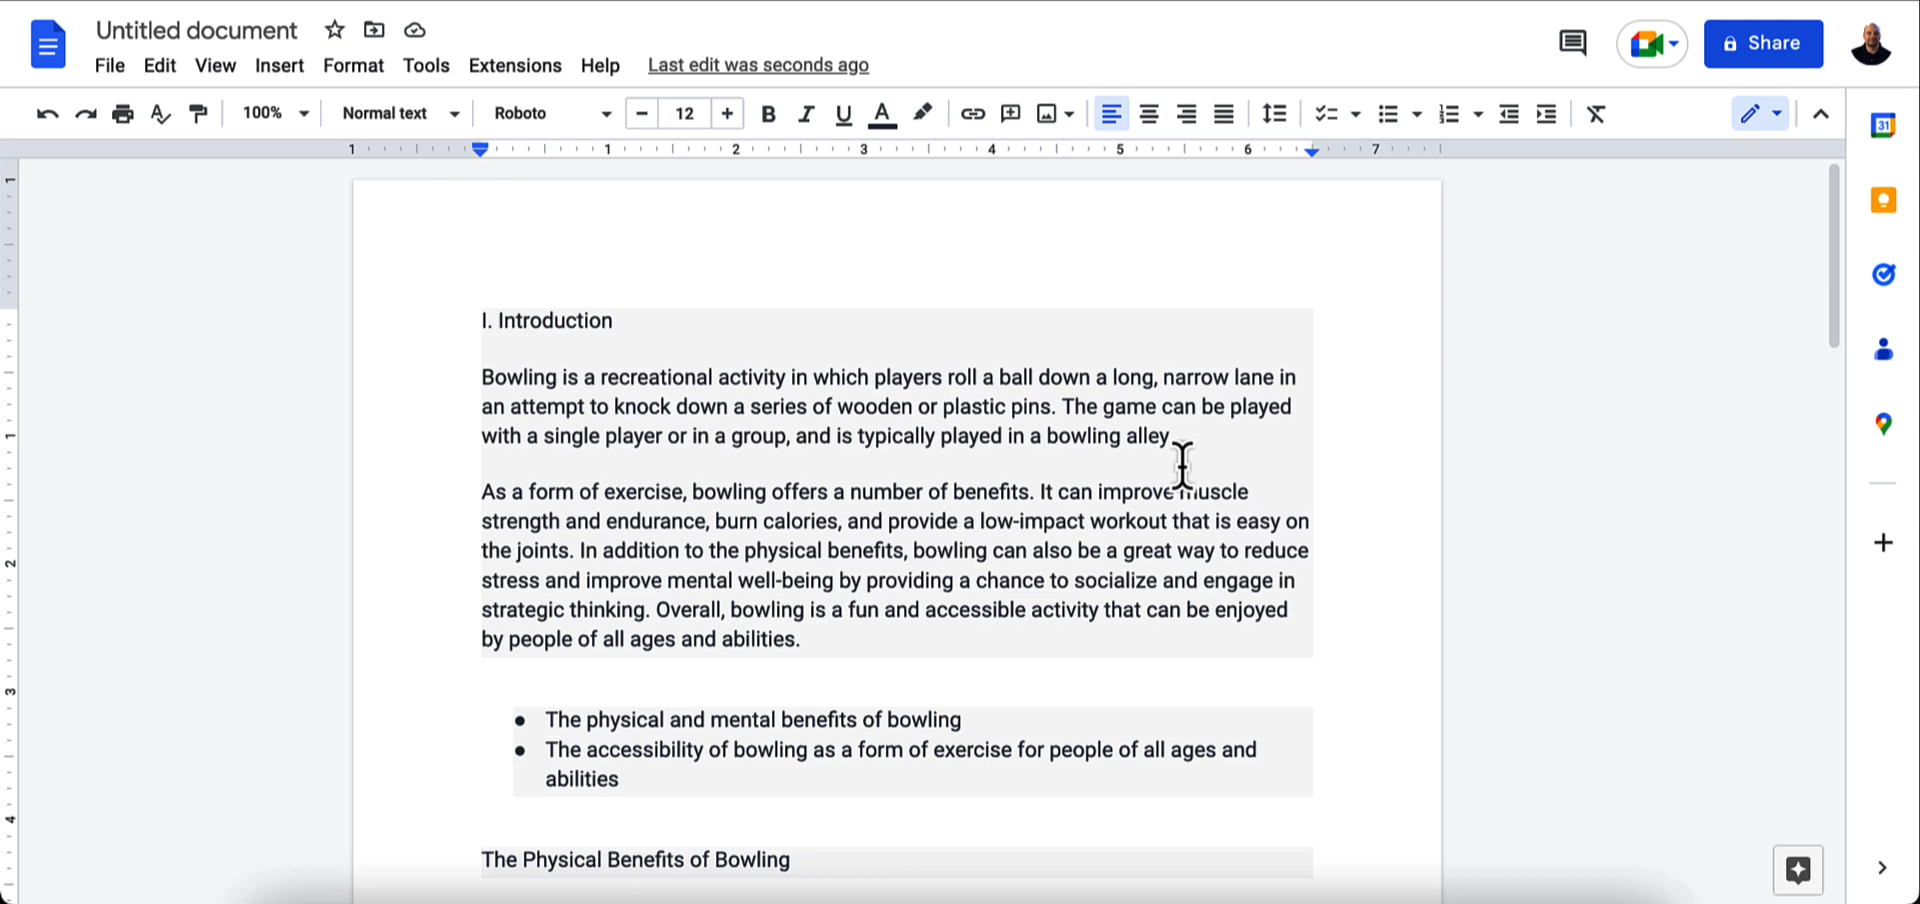 Untitled document
File Edit View Insert Format Tools Extensions Help Last edit was seconds ago
Share
100% Normal text Roboto 12 B I U A
1 1 2 3 4 5 6 7
31
I. Introduction
Bowling is a recreational activity in which players roll a ball down a long, narrow lane in
an attempt to knock down a series of wooden or plastic pins. The game can be played
with a single player or in a group, and is typically played in a bowling alley
As a form of exercise, bowling offers a number of benefits. It can improve muscle
strength and endurance, burn calories, and provide a low-impact workout that is easy on
the joints. In addition to the physical benefits, bowling can also be a great way to reduce
stress and improve mental well-being by providing a chance to socialize and engage in
strategic thinking. Overall, bowling is a fun and accessible activity that can be enjoyed
by people of all ages and abilities.
● The physical and mental benefits of bowling
● The accessibility of bowling as a form of exercise for people of all ages and
abilities
The Physical Benefits of Bowling
1
1
2
3
4